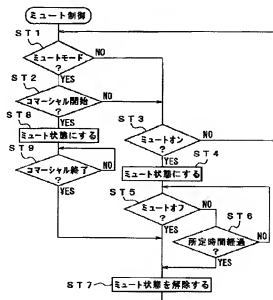 ミュート制御
ST1
ミュートモード
?
NO
YES
ST2
コマーシャル開始
?
NO
YES
ST8
ミュート状態にする
ST9
コマーシャル終了
?
NO
YES
ST3
ミュートオン
?
NO
YES
ST4
ミュート状態にする
ST5
ミュートオフ
?
NO
YES
ST6
所定時間経過
?
NO
YES
ST7
ミュート状態を解除する